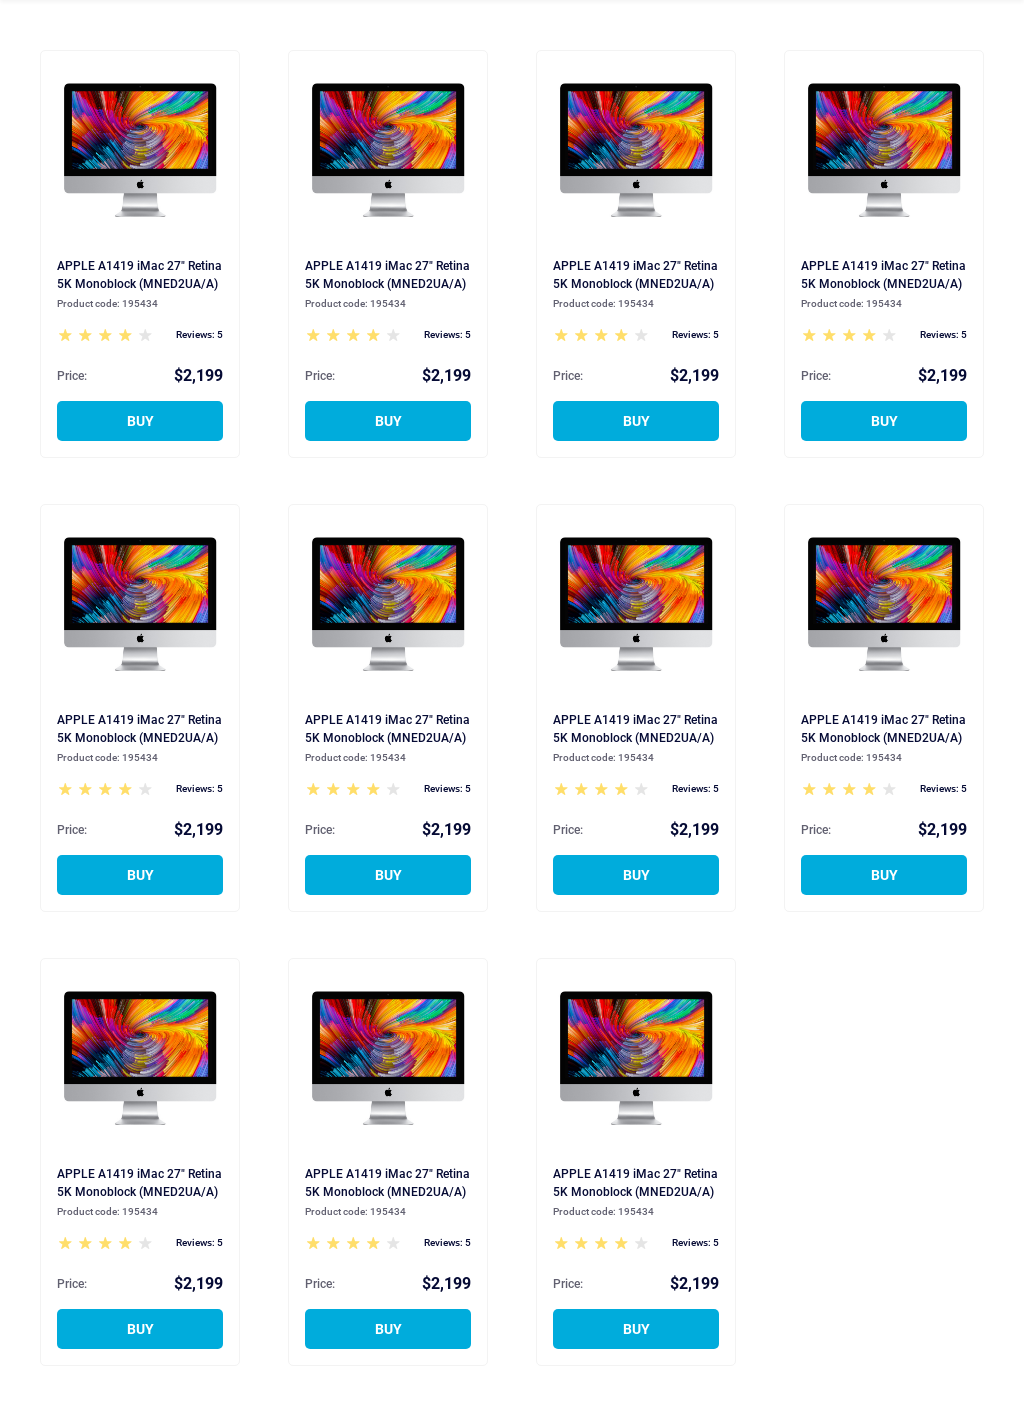 APPLE A1419 iMac 27" Retina
5K Monoblock (MNED2UA/A)
Product code: 195434
Reviews: 5
Price: $2,199
BUY
APPLE A1419 iMac 27" Retina
5K Monoblock (MNED2UA/A)
Product code: 195434
Reviews: 5
Price: $2,199
BUY
APPLE A1419 iMac 27" Retina
5K Monoblock (MNED2UA/A)
Product code: 195434
Reviews: 5
Price: $2,199
BUY
APPLE A1419 iMac 27" Retina
5K Monoblock (MNED2UA/A)
Product code: 195434
Reviews: 5
Price: $2,199
BUY
APPLE A1419 iMac 27" Retina
5K Monoblock (MNED2UA/A)
Product code: 195434
Reviews: 5
Price: $2,199
BUY
APPLE A1419 iMac 27" Retina
5K Monoblock (MNED2UA/A)
Product code: 195434
Reviews: 5
Price: $2,199
BUY
APPLE A1419 iMac 27" Retina
5K Monoblock (MNED2UA/A)
Product code: 195434
Reviews: 5
Price: $2,199
BUY
APPLE A1419 iMac 27" Retina
5K Monoblock (MNED2UA/A)
Product code: 195434
Reviews: 5
Price: $2,199
BUY
APPLE A1419 iMac 27" Retina
5K Monoblock (MNED2UA/A)
Product code: 195434
Reviews: 5
Price: $2,199
BUY
APPLE A1419 iMac 27" Retina
5K Monoblock (MNED2UA/A)
Product code: 195434
Reviews: 5
Price: $2,199
BUY
APPLE A1419 iMac 27" Retina
5K Monoblock (MNED2UA/A)
Product code: 195434
Reviews: 5
Price: $2,199
BUY